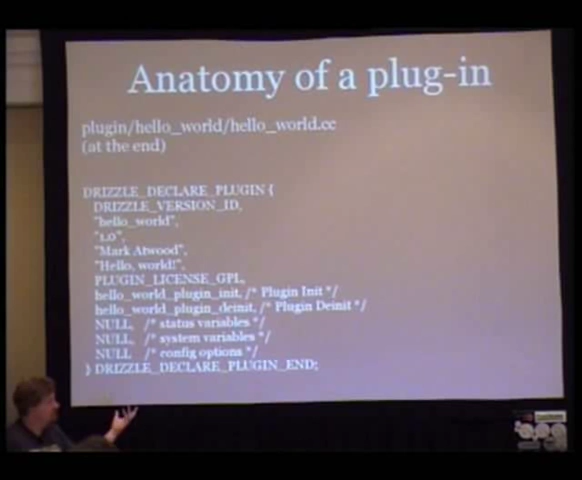 Anatomy of a plug-in
plugin/hello_world/hello_world.cc
(at the end)
DRIZZLE_DECLARE_PLUGIN {
DRIZZLE_VERSION_ID,
"hello_world",
"1.0",
"Mark Atwood",
"Hello, world!",
PLUGIN_LICENSE_GPL,
hello_world_plugin_init, /* Plugin Init */
hello_world_plugin_deinit, /* Plugin Deinit */
NULL, /* status variables */
NULL, /* system variables */
NULL /* config options */
} DRIZZLE_DECLARE_PLUGIN_END;